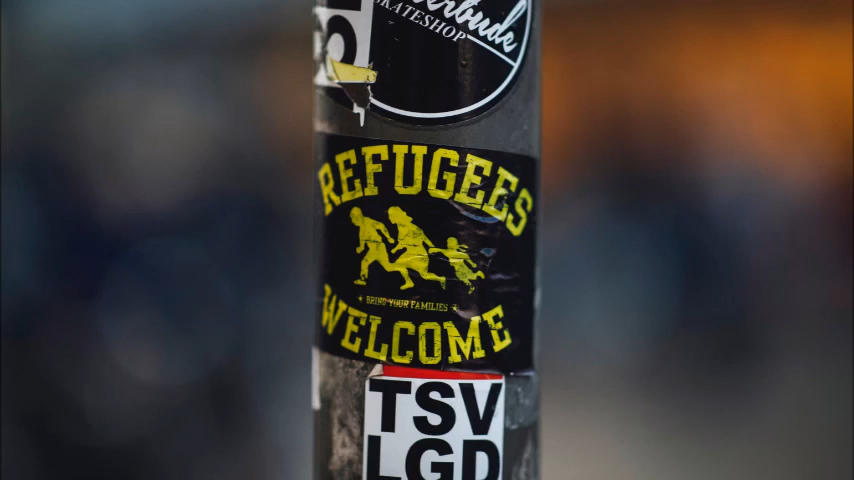 SKATESHOP
REFUGEES
BRING YOUR FAMILIES
WELCOME
TSV
LGD